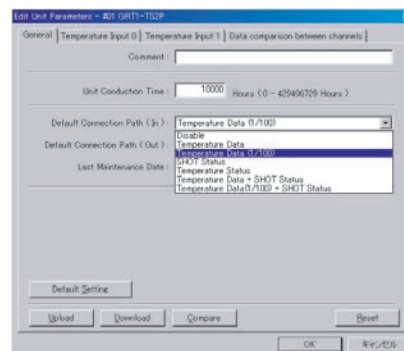 Edit Unit Parameters - #01 GRT1-TS2P
General
Temperature Input 0
Temperature Input 1
Data comparison between channels
Comment :
Unit Conduction Time : 10000 Hours ( 0 - 429496729 Hours )
Default Connection Path ( In ) : Temperature Data (1/100)
Disable
Default Connection Path ( Out ) : Temperature Data
Temperature Data (1/100)
SHOT Status
Last Maintenance Date : Temperature Status
Temperature Data + SHOT Status
Temperature Data(1/100) + SHOT Status
Default Setting
Upload
Download
Compare
Reset
OK
キャンセル